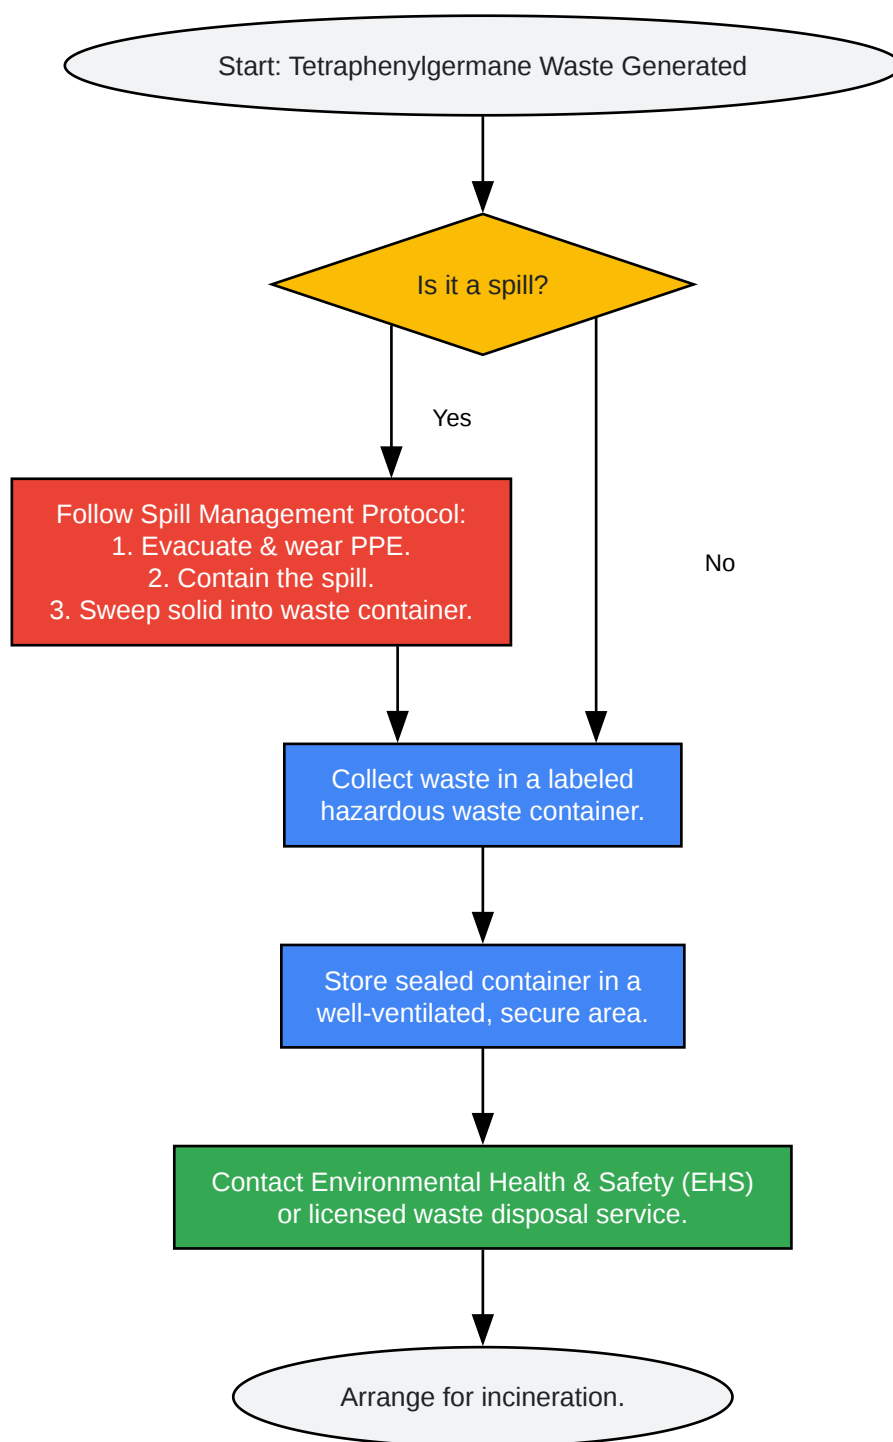 Start: Tetraphenylgermane Waste Generated
Is it a spill?
Yes
Follow Spill Management Protocol:
1. Evacuate & wear PPE.
2. Contain the spill.
3. Sweep solid into waste container.
No
Collect waste in a labeled
hazardous waste container.
Store sealed container in a
well-ventilated, secure area.
Contact Environmental Health & Safety (EHS)
or licensed waste disposal service.
Arrange for incineration.